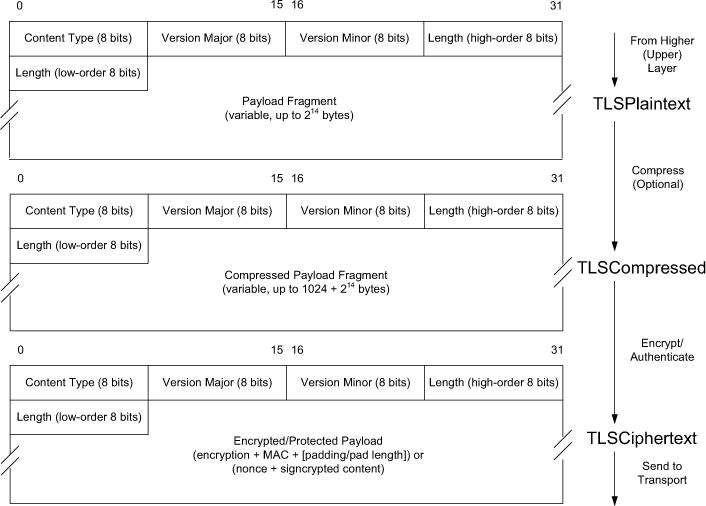 0 15 16 31
Content Type (8 bits) Version Major (8 bits) Version Minor (8 bits) Length (high-order 8 bits)
Length (low-order 8 bits)
Payload Fragment
(variable, up to 2^14 bytes)
From Higher
(Upper)
Layer
TLSPlaintext
Compress
(Optional)
0 15 16 31
Content Type (8 bits) Version Major (8 bits) Version Minor (8 bits) Length (high-order 8 bits)
Length (low-order 8 bits)
Compressed Payload Fragment
(variable, up to 1024 + 2^14 bytes)
TLSCompressed
Encrypt/
Authenticate
0 15 16 31
Content Type (8 bits) Version Major (8 bits) Version Minor (8 bits) Length (high-order 8 bits)
Length (low-order 8 bits)
Encrypted/Protected Payload
(encryption + MAC + [padding/pad length]) or
(nonce + signcrypted content)
TLSCiphertext
Send to
Transport